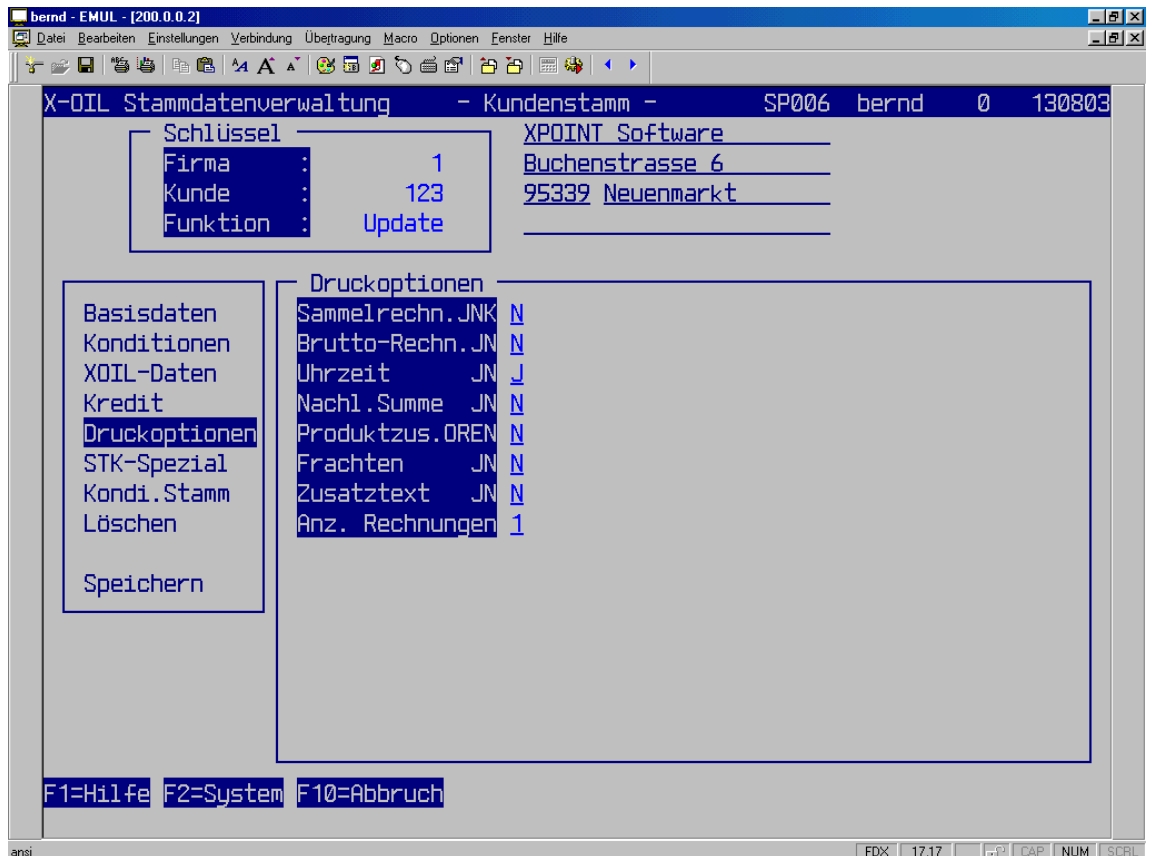 bernd - EMUL - [200.0.0.2]
Datei Bearbeiten Einstellungen Verbindung Übertragung Macro Optionen Fenster Hilfe
X-OIL Stammdatenverwaltung - Kundenstamm - SP006 bernd 0 130803
Schlüssel
Firma : 1
Kunde : 123
Funktion : Update
XPOINT Software
Buchenstrasse 6
95339 Neuenmarkt
Basisdaten
Konditionen
XOIL-Daten
Kredit
Druckoptionen
STK-Spezial
Kondi.Stamm
Löschen
Speichern
Druckoptionen
Sammelrechn.JNK N
Brutto-Rechn.JN N
Uhrzeit JN J
Nachl.Summe JN N
Produktzus.OREN N
Frachten JN N
Zusatztext JN N
Anz. Rechnungen 1
F1=Hilfe F2=System F10=Abbruch
ansi FDX 17,17 CAP NUM SCRL